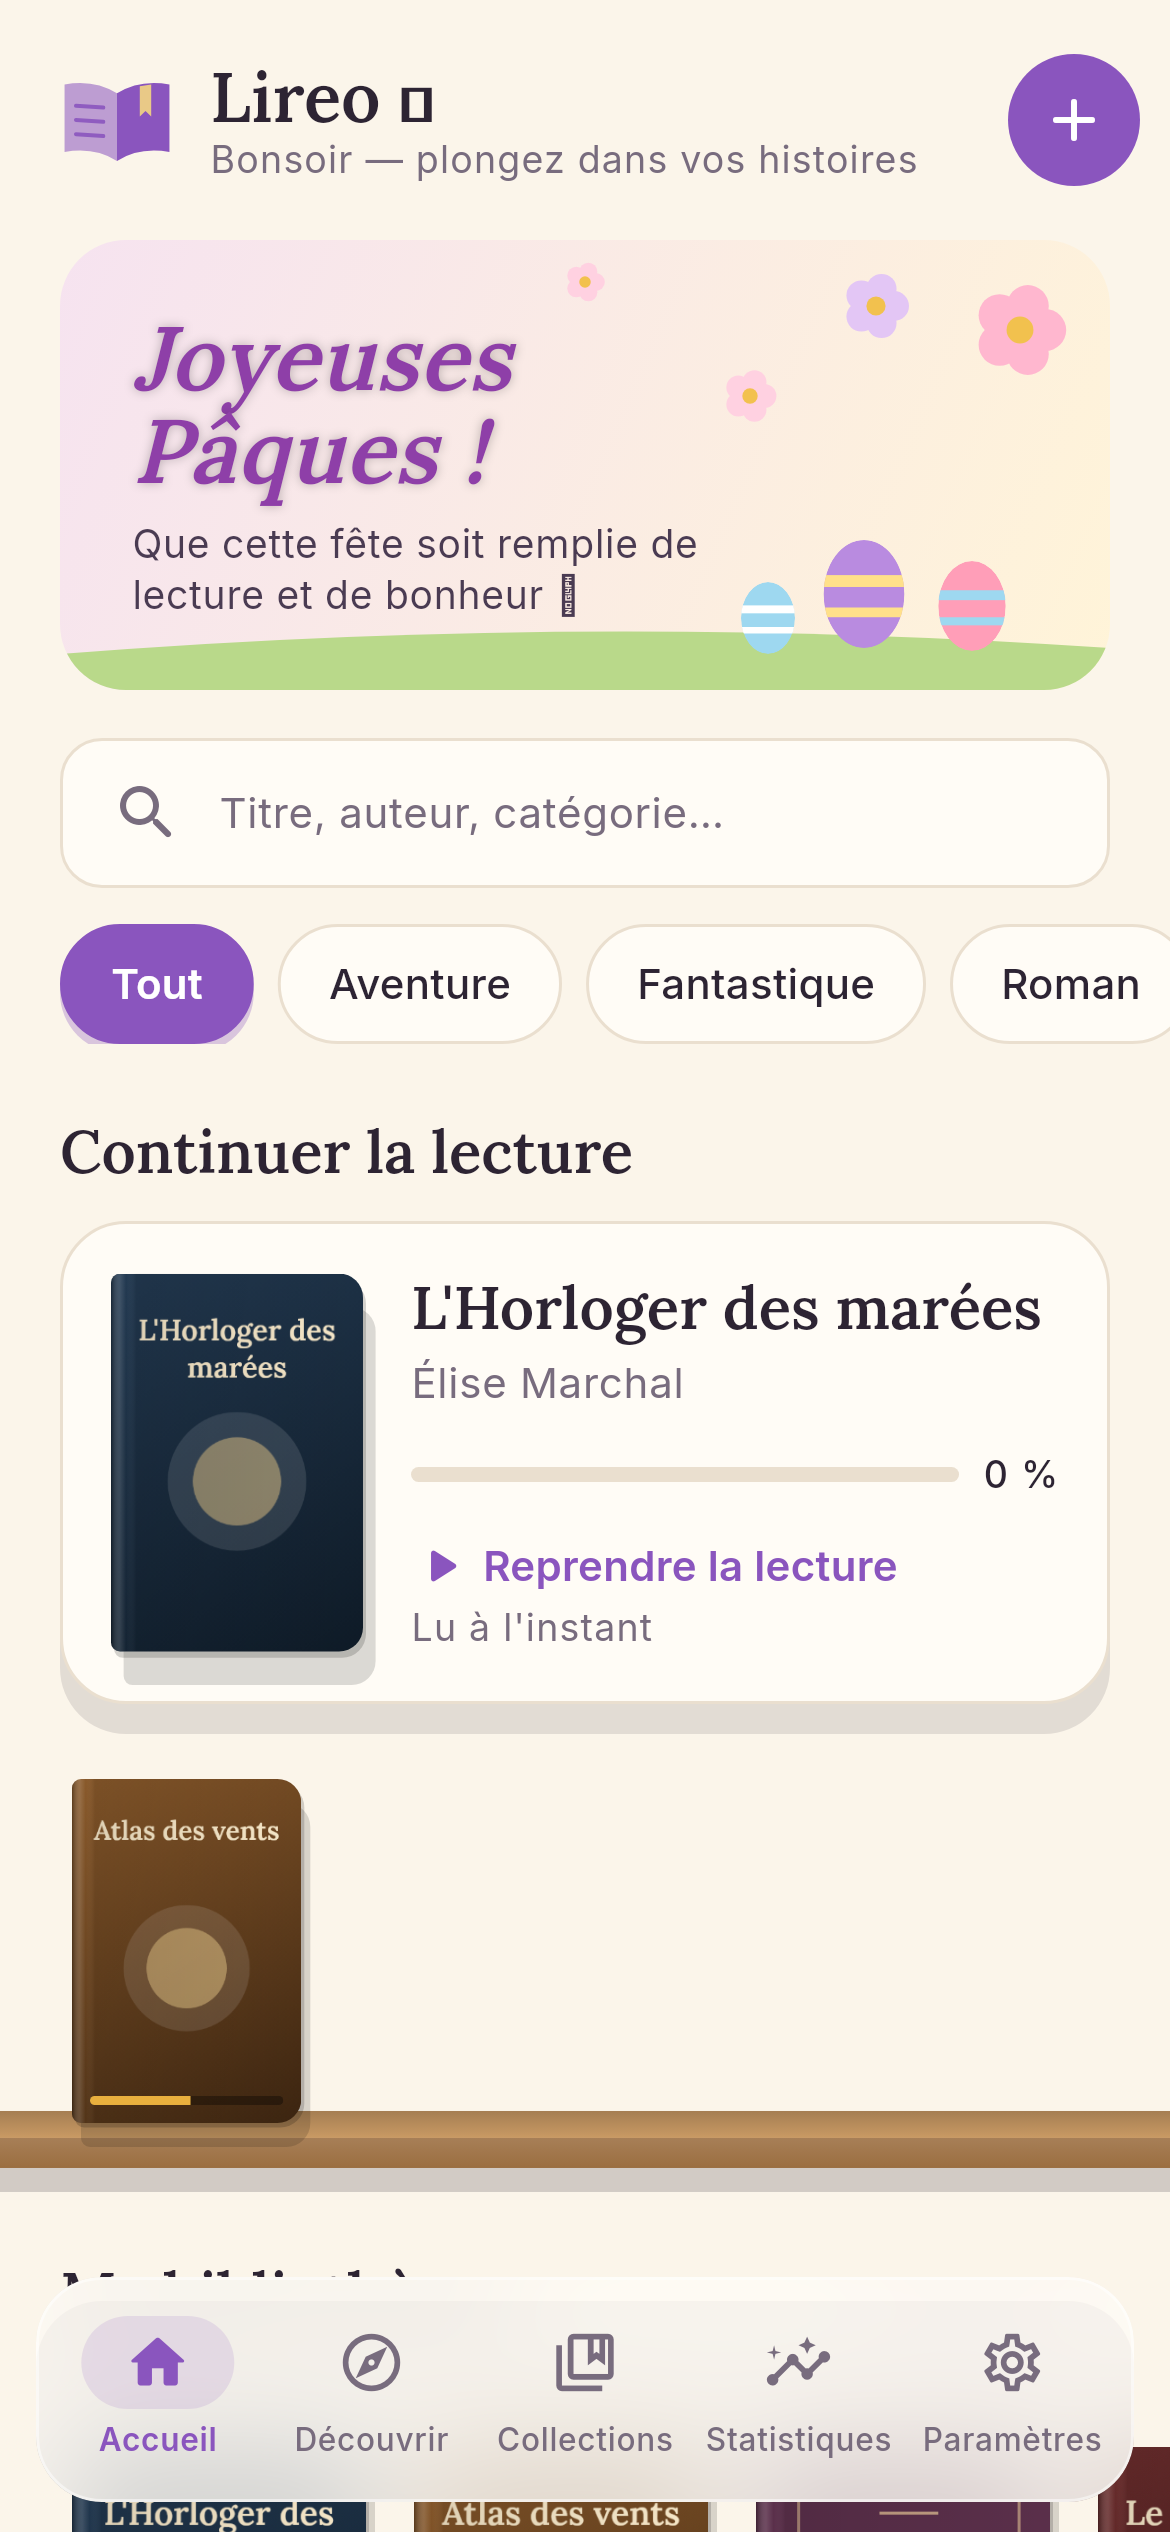 Lireo
Bonsoir — plongez dans vos histoires
Joyeuses
Pâques !
Que cette fête soit remplie de
lecture et de bonheur
Titre, auteur, catégorie...
Tout
Aventure
Fantastique
Roman
Continuer la lecture
L'Horloger des
marées
L'Horloger des marées
Élise Marchal
0 %
Reprendre la lecture
Lu à l'instant
Atlas des vents
Accueil
Découvrir
Collections
Statistiques
Paramètres
L'Horloger des
Atlas des vents
Le